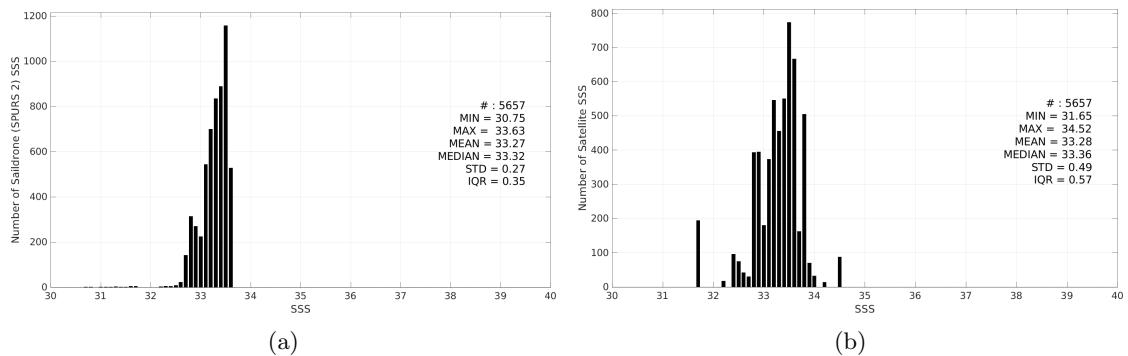 1200
1000
800
600
400
200
0
30 31 32 33 34 35 36 37 38 39 40
SSS
Number of Saildrone (SPURS 2) SSS
# : 5657
MIN = 30.75
MAX = 33.63
MEAN = 33.27
MEDIAN = 33.32
STD = 0.27
IQR = 0.35
(a)
800
700
600
500
400
300
200
100
0
30 31 32 33 34 35 36 37 38 39 40
SSS
Number of Satellite SSS
# : 5657
MIN = 31.65
MAX = 34.52
MEAN = 33.28
MEDIAN = 33.36
STD = 0.49
IQR = 0.57
(b)